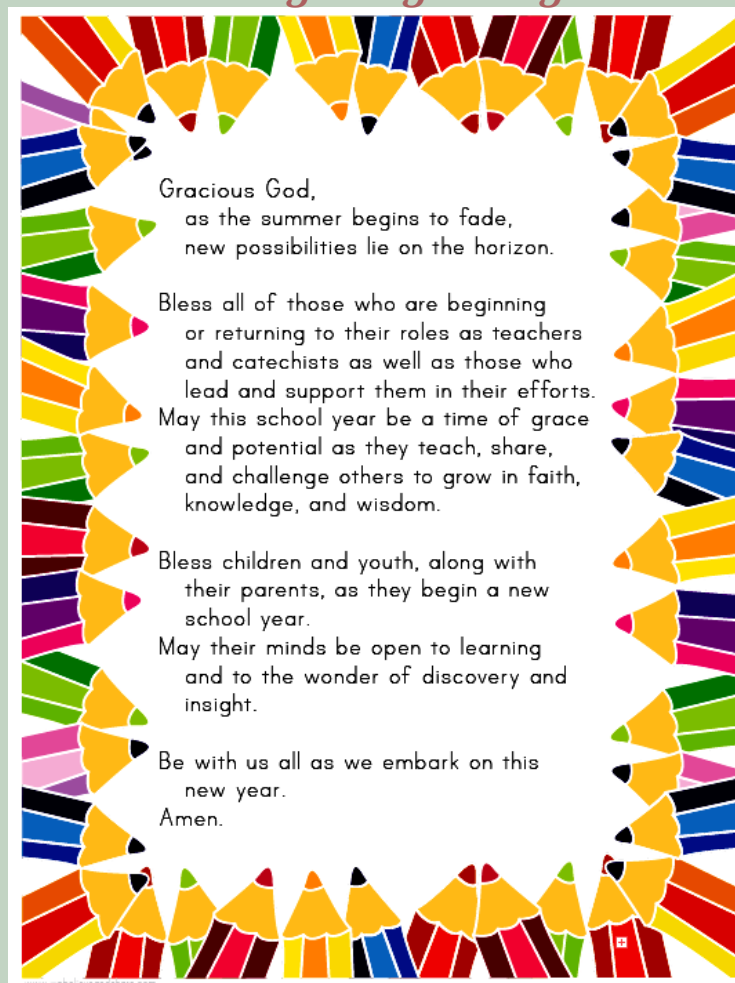 Gracious God,
as the summer begins to fade,
new possibilities lie on the horizon.
Bless all of those who are beginning
or returning to their roles as teachers
and catechists as well as those who
lead and support them in their efforts.
May this school year be a time of grace
and potential as they teach, share,
and challenge others to grow in faith,
knowledge, and wisdom.
Bless children and youth, along with
their parents, as they begin a new
school year.
May their minds be open to learning
and to the wonder of discovery and
insight.
Be with us all as we embark on this
new year.
Amen.